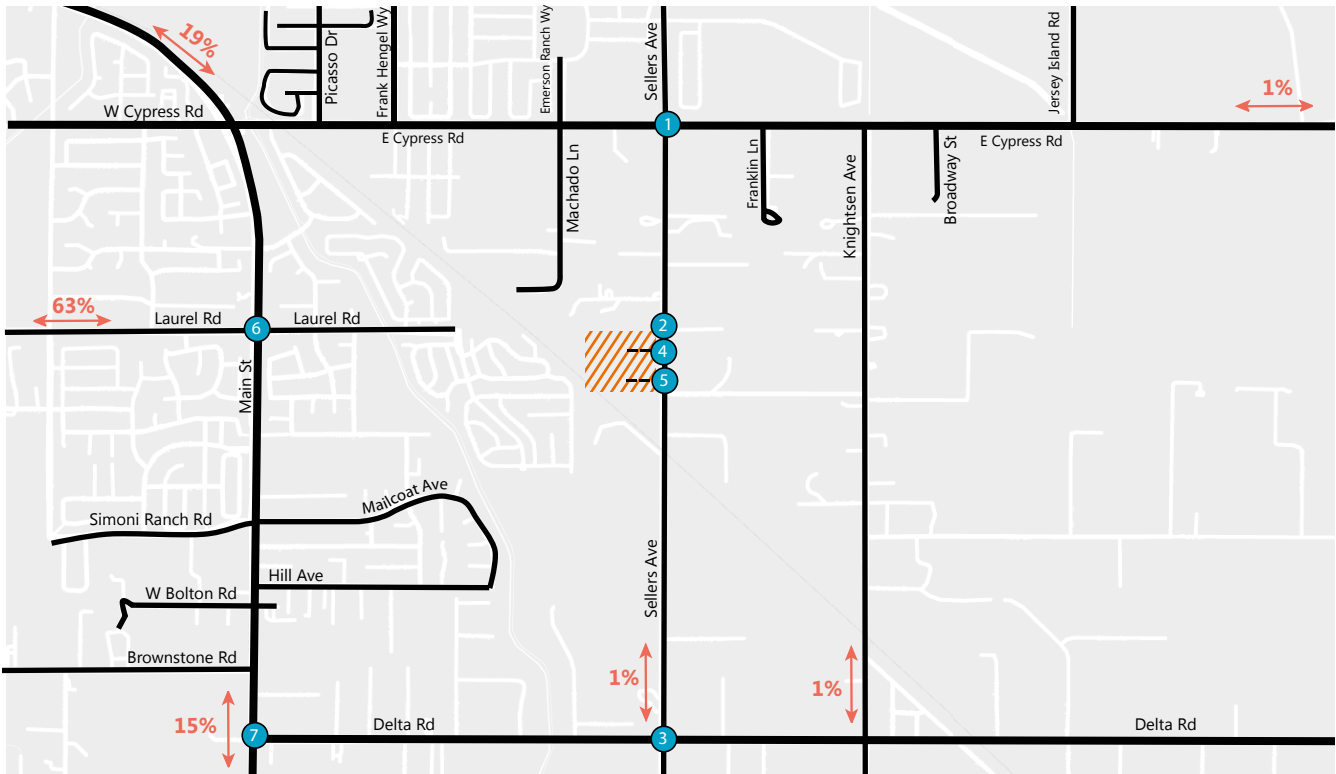 19%
Picasso Dr
Frank Hengel Wy
Emerson Ranch Wy
Sellers Ave
Jersey Island Rd
1%
W Cypress Rd
1
E Cypress Rd
E Cypress Rd
Machado Ln
Franklin Ln
Knightsen Ave
Broadway St
63%
Laurel Rd
6
Laurel Rd
2
4
5
Main St
Mailcoat Ave
Simoni Ranch Rd
Sellers Ave
Hill Ave
W Bolton Rd
Brownstone Rd
1%
1%
15%
Delta Rd
Delta Rd
7
3